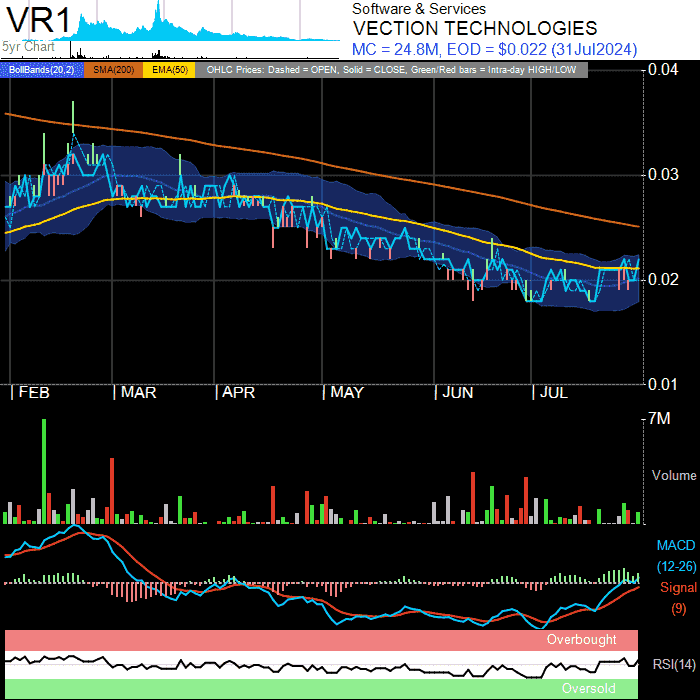 VR1
5yr Chart
Software & Services
VECTION TECHNOLOGIES
MC = 24.8M, EOD = $0.022 (31Jul2024)
BollBands(20,2) SMA(200) EMA(50) OHLC Prices: Dashed = OPEN, Solid = CLOSE, Green/Red bars = Intra-day HIGH/LOW
0.04
0.03
0.02
0.01
FEB MAR APR MAY JUN JUL
7M
Volume
MACD
(12-26)
Signal
(9)
Overbought
RSI(14)
Oversold